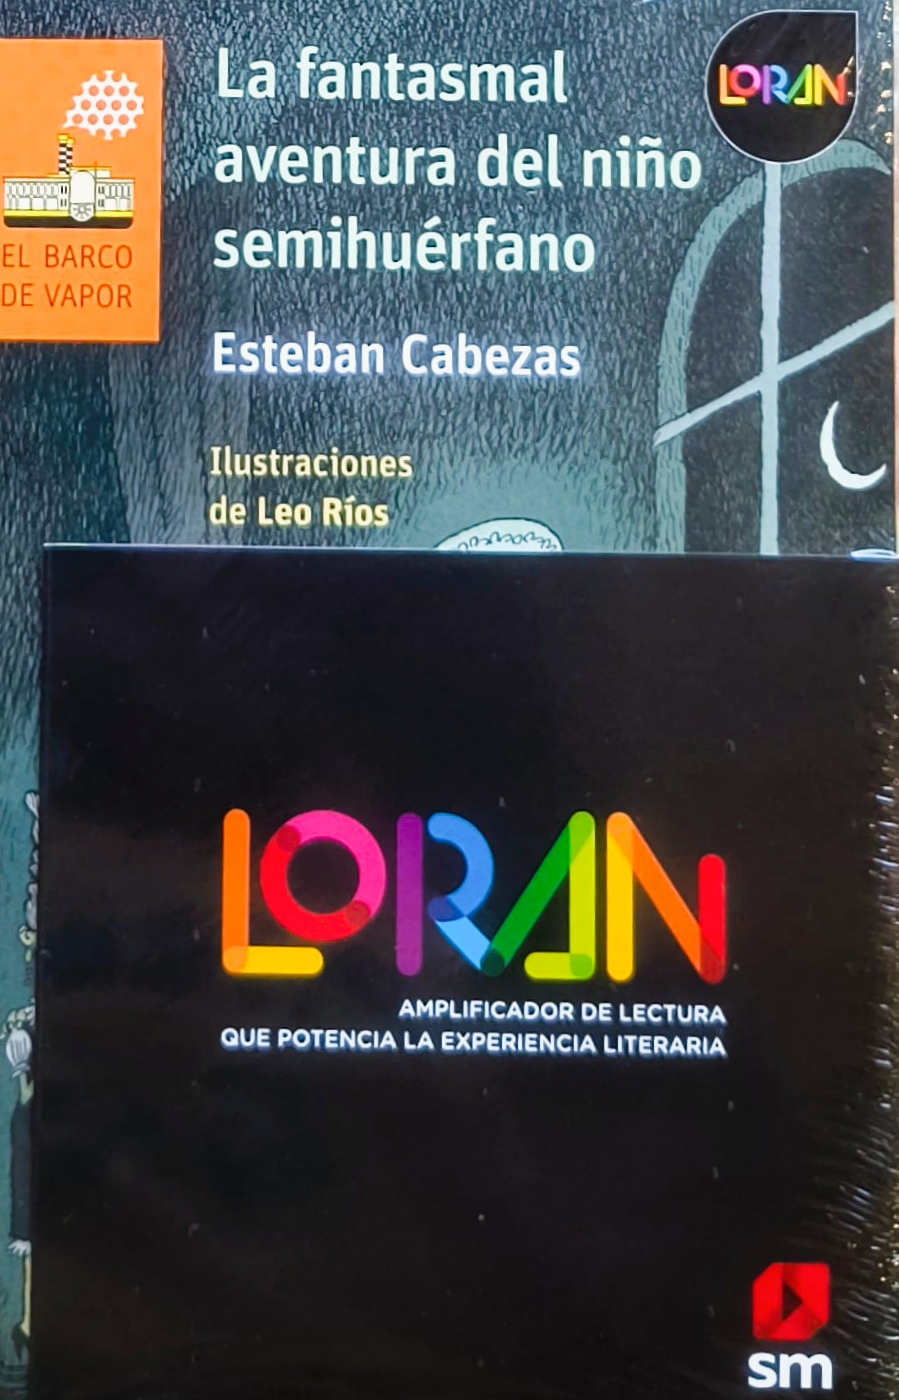 LORAN
La fantasmal
aventura del niño
semihuérfano
EL BARCO
DE VAPOR
Esteban Cabezas
Ilustraciones
de Leo Ríos
LORAN
AMPLIFICADOR DE LECTURA
QUE POTENCIA LA EXPERIENCIA LITERARIA
sm